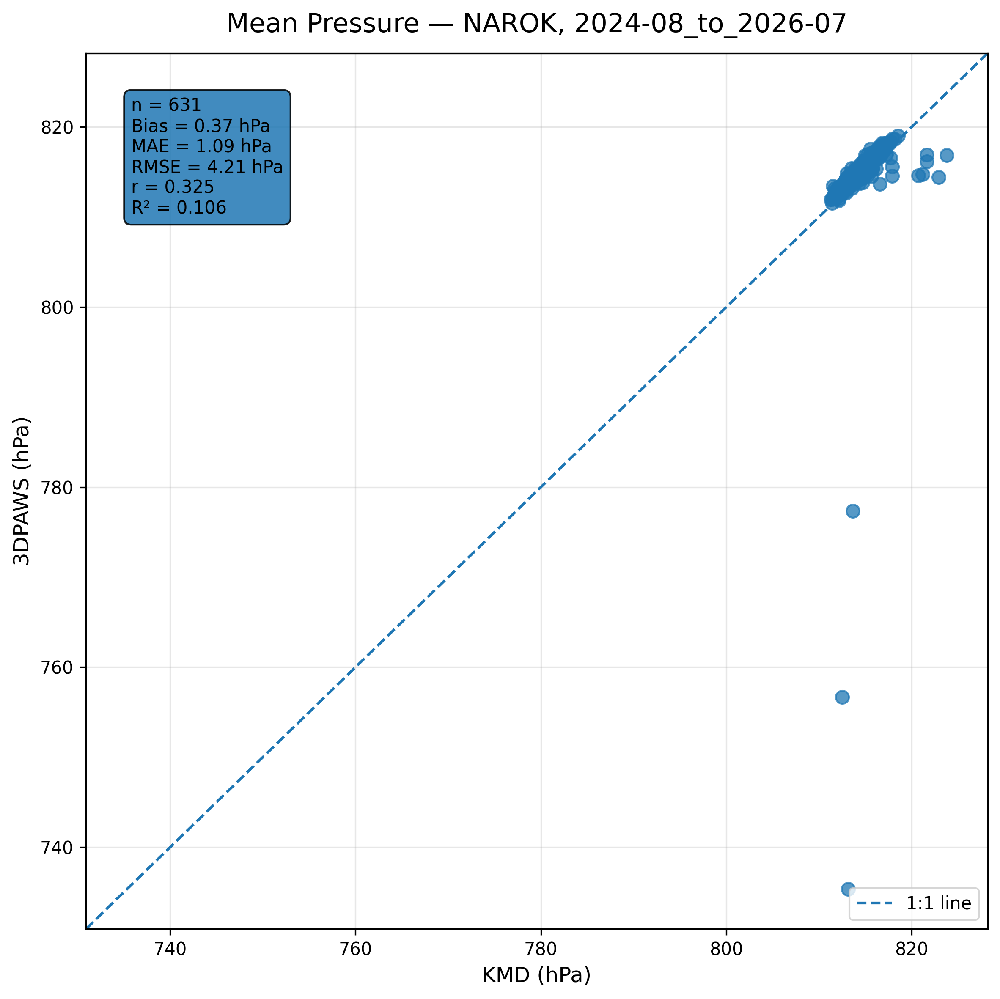 Mean Pressure — NAROK, 2024-08_to_2026-07
n = 631
Bias = 0.37 hPa
MAE = 1.09 hPa
RMSE = 4.21 hPa
r = 0.325
R² = 0.106
820
800
780
760
740
3DPAWS (hPa)
1:1 line
740 760 780 800 820
KMD (hPa)